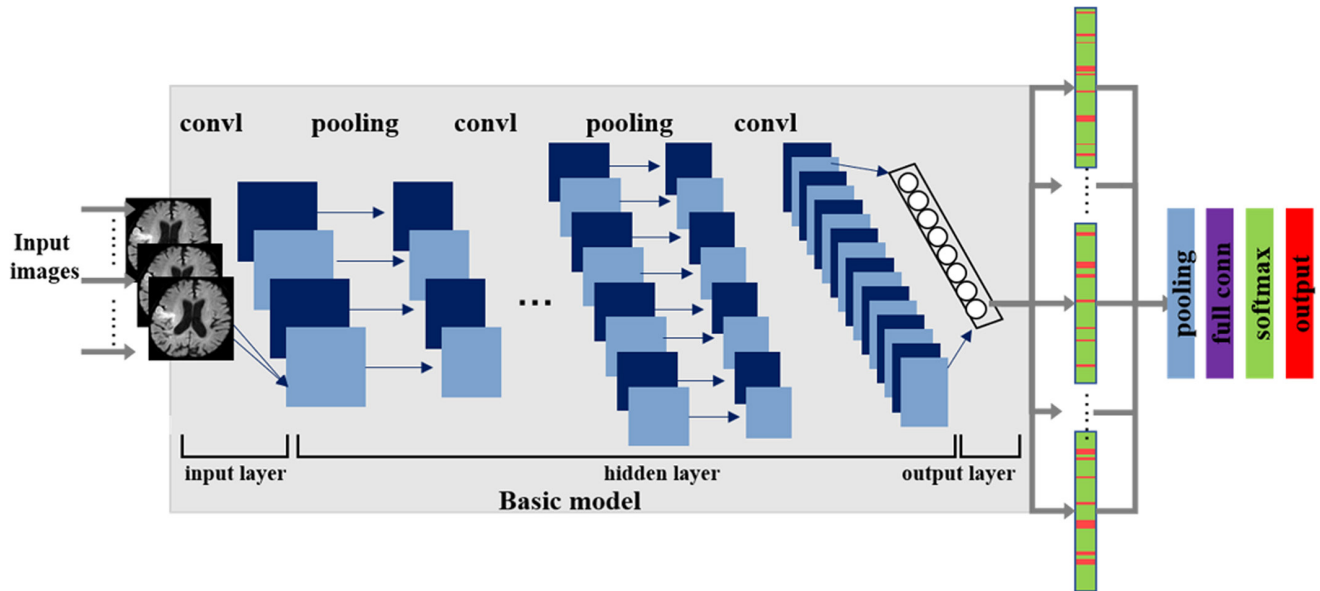 convl
pooling
convl
pooling
convl
Input
images
...
input layer
hidden layer
output layer
Basic model
pooling
full conn
softmax
output